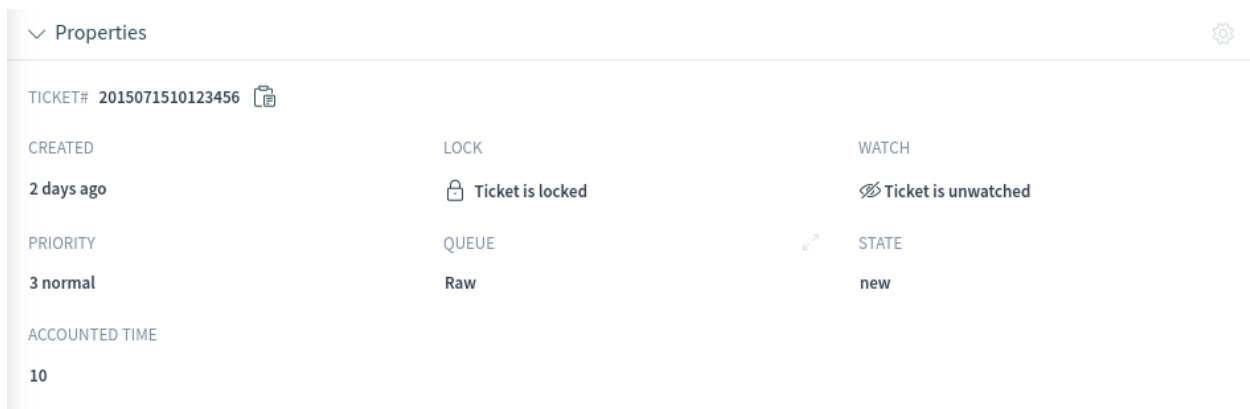 Properties
TICKET# 2015071510123456
CREATED LOCK WATCH
2 days ago Ticket is locked Ticket is unwatched
PRIORITY QUEUE STATE
3 normal Raw new
ACCOUNTED TIME
10